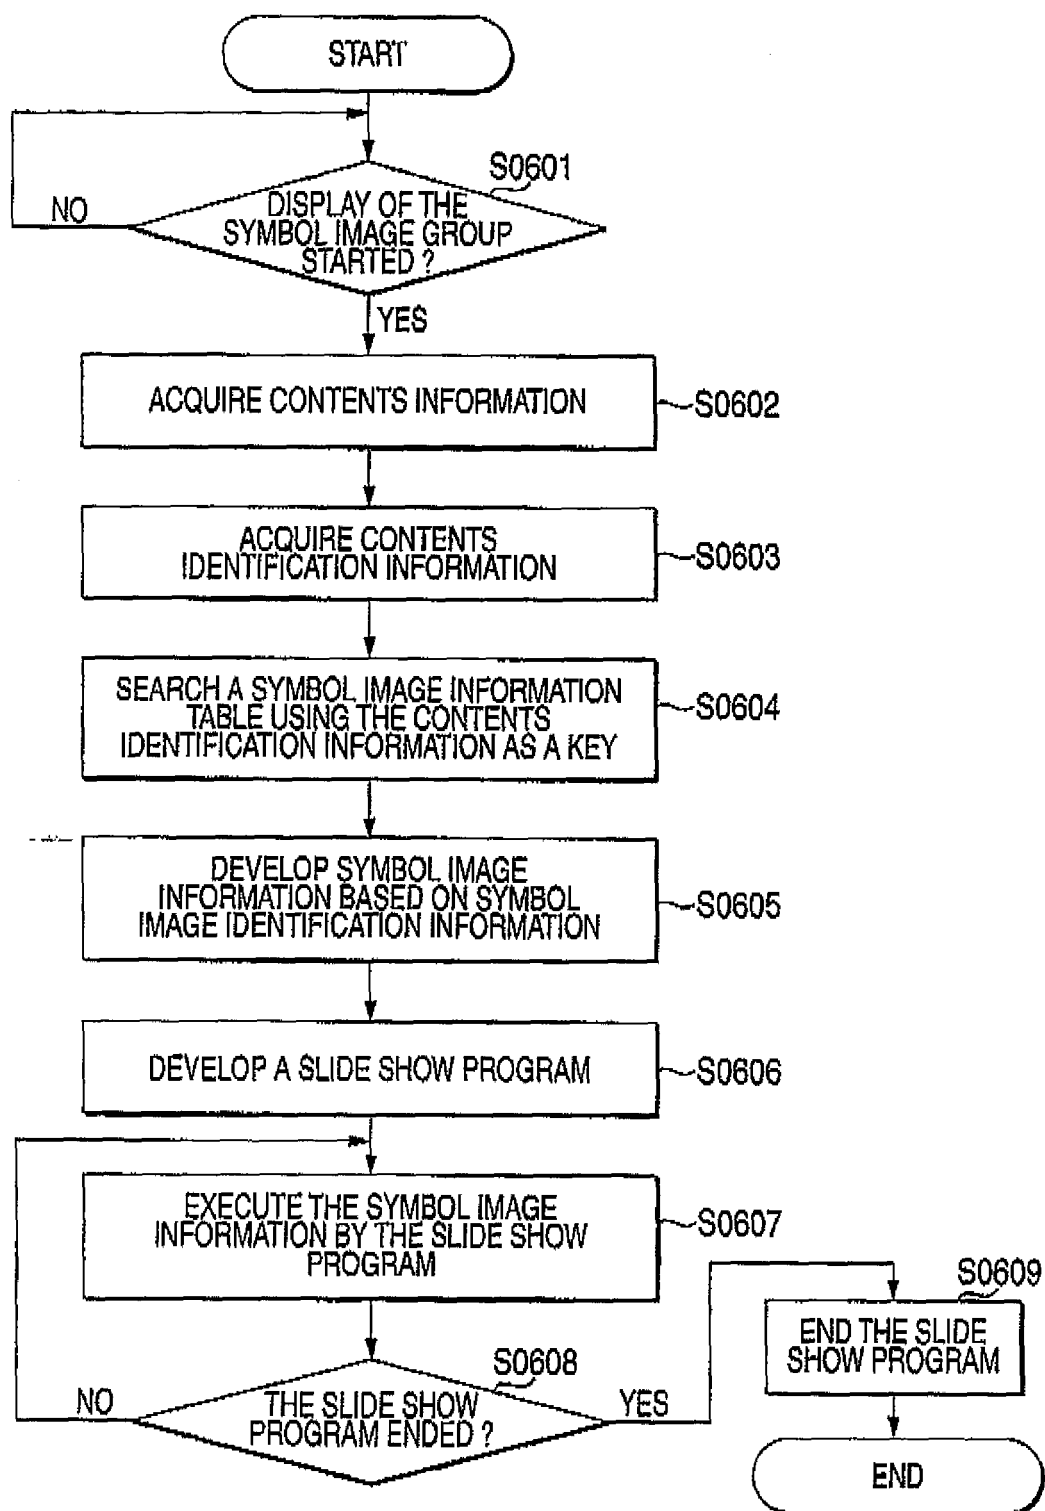 START
S0601
DISPLAY OF THE
SYMBOL IMAGE GROUP
STARTED ?
NO
YES
ACQUIRE CONTENTS INFORMATION
S0602
ACQUIRE CONTENTS
IDENTIFICATION INFORMATION
S0603
SEARCH A SYMBOL IMAGE INFORMATION
TABLE USING THE CONTENTS
IDENTIFICATION INFORMATION AS A KEY
S0604
DEVELOP SYMBOL IMAGE
INFORMATION BASED ON SYMBOL
IMAGE IDENTIFICATION INFORMATION
S0605
DEVELOP A SLIDE SHOW PROGRAM
S0606
EXECUTE THE SYMBOL IMAGE
INFORMATION BY THE SLIDE SHOW
PROGRAM
S0607
S0608
THE SLIDE SHOW
PROGRAM ENDED ?
NO
YES
S0609
END THE SLIDE
SHOW PROGRAM
END